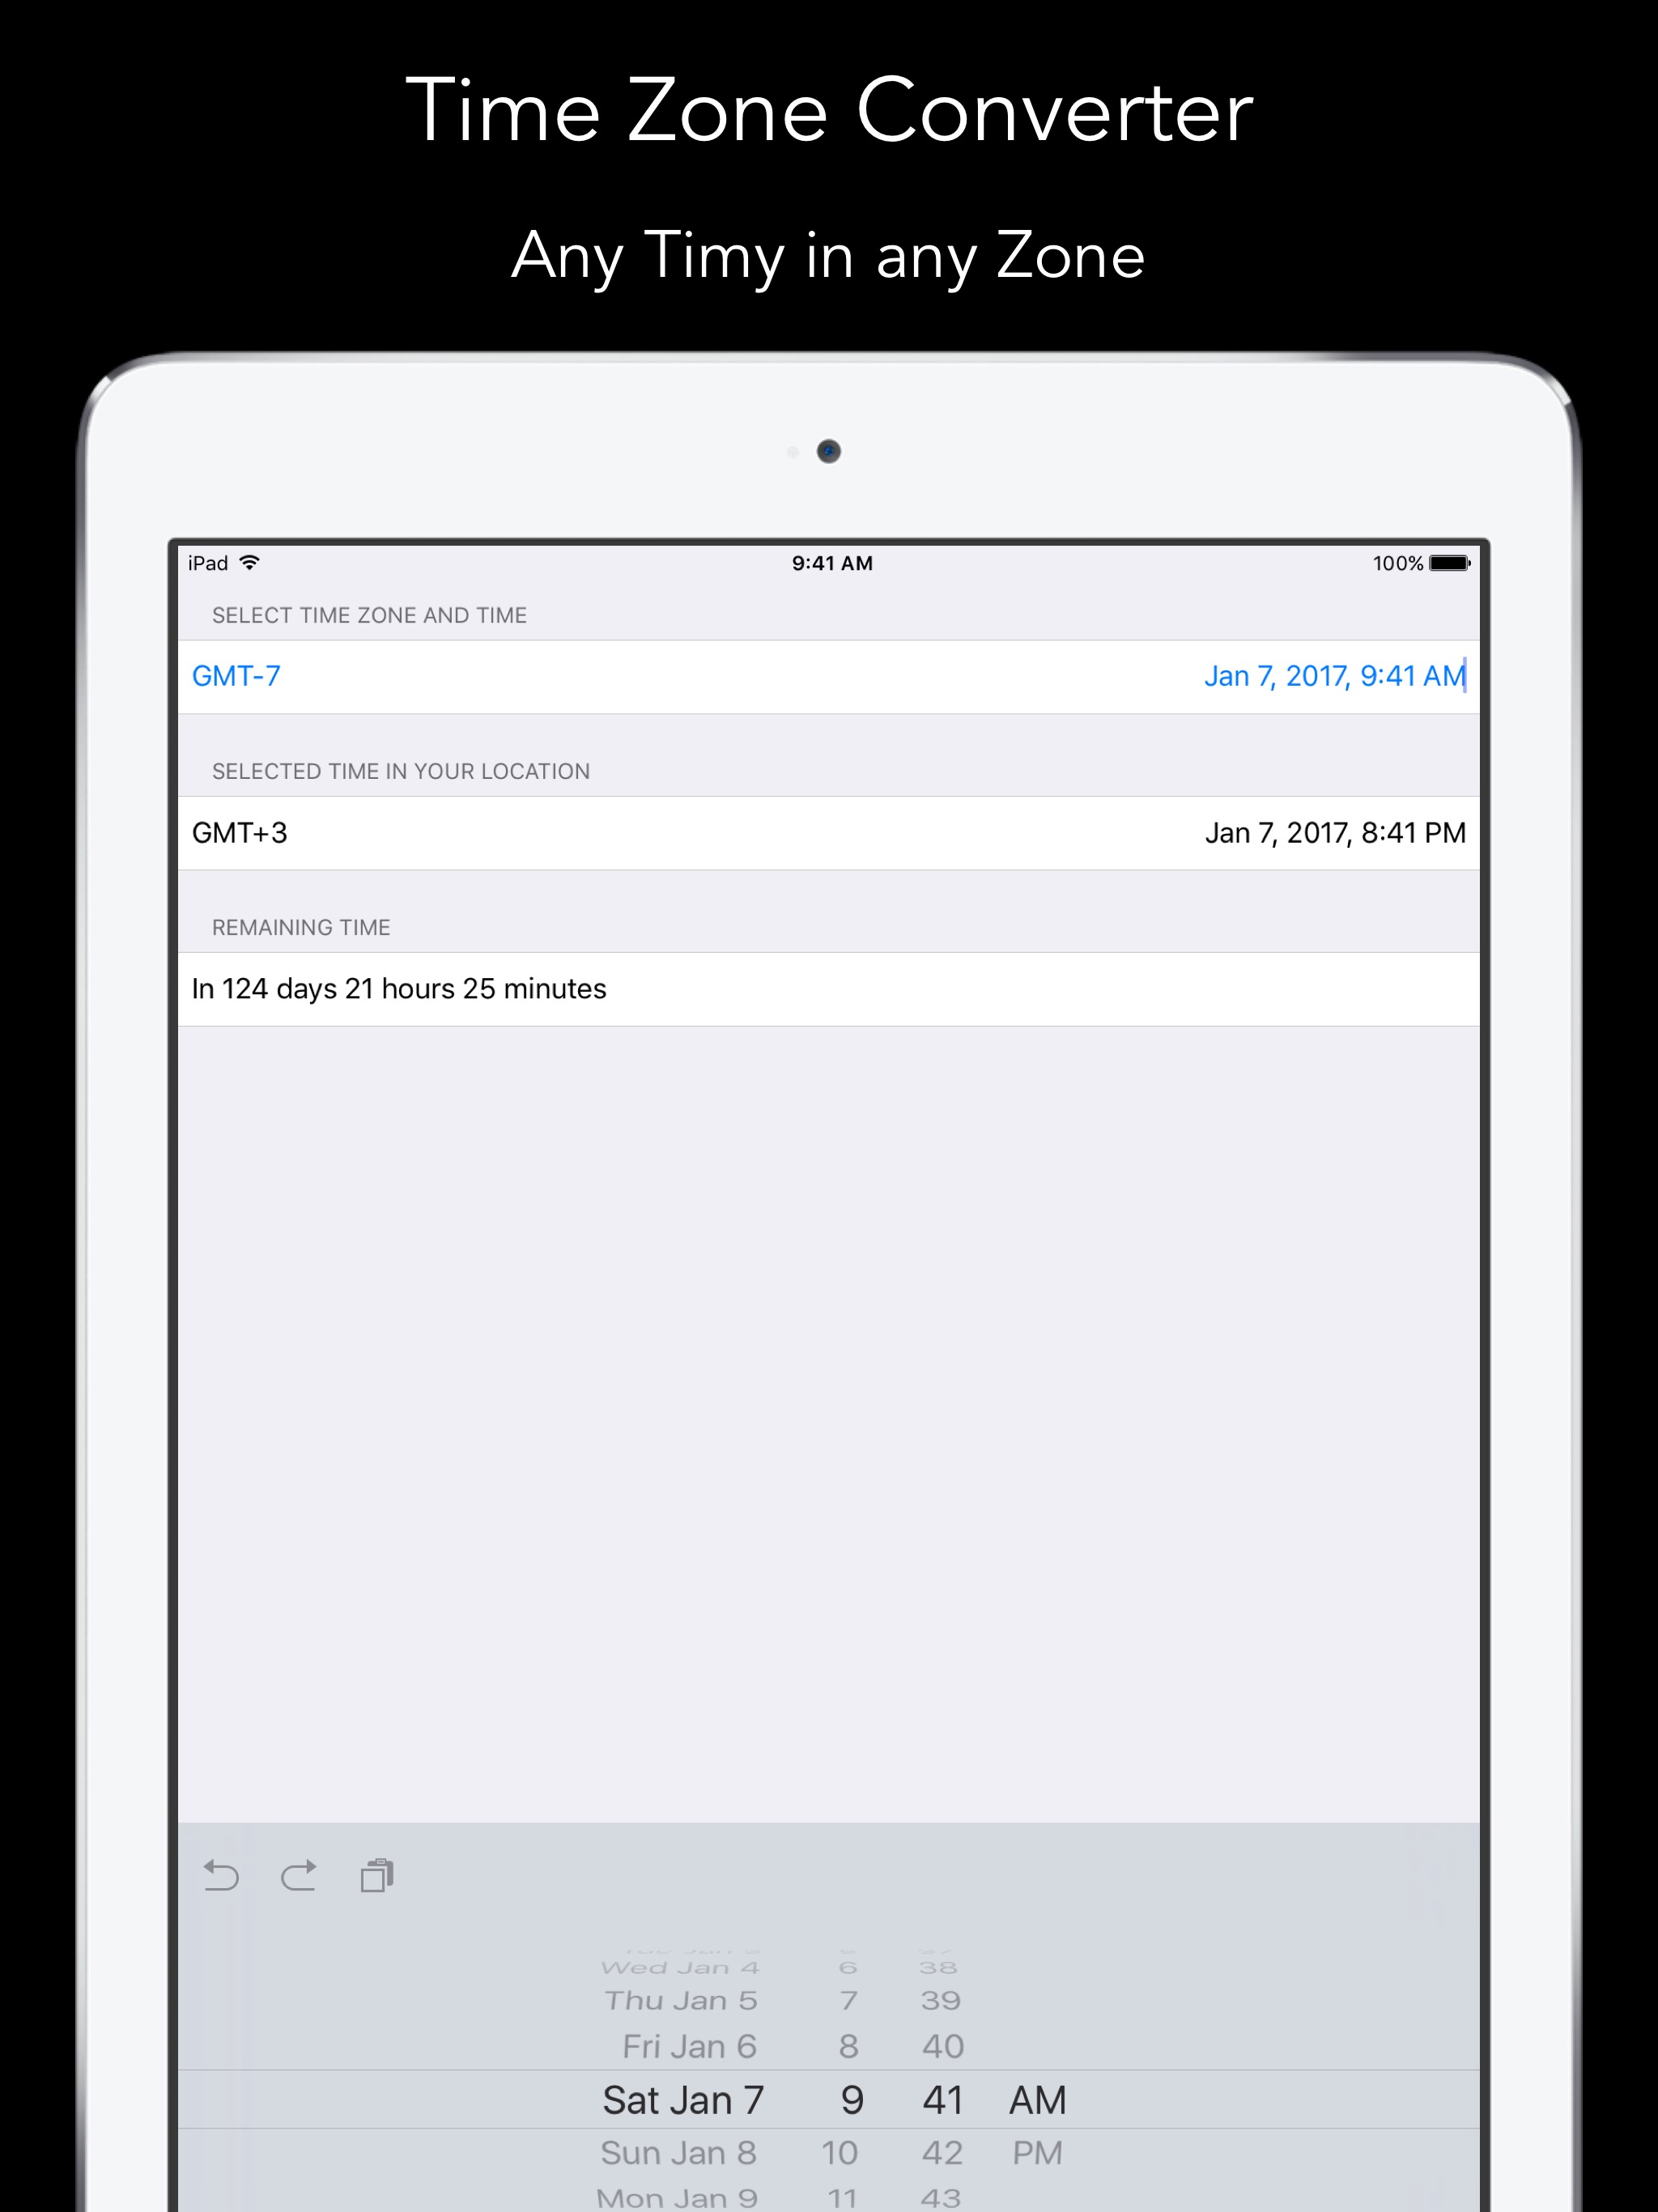 Time Zone Converter
Any Timy in any Zone
iPad 9:41 AM 100%
SELECT TIME ZONE AND TIME
GMT-7 Jan 7, 2017, 9:41 AM
SELECTED TIME IN YOUR LOCATION
GMT+3 Jan 7, 2017, 8:41 PM
REMAINING TIME
In 124 days 21 hours 25 minutes
Wed Jan 4 6 38
Thu Jan 5 7 39
Fri Jan 6 8 40
Sat Jan 7 9 41 AM
Sun Jan 8 10 42 PM
Mon Jan 9 11 43